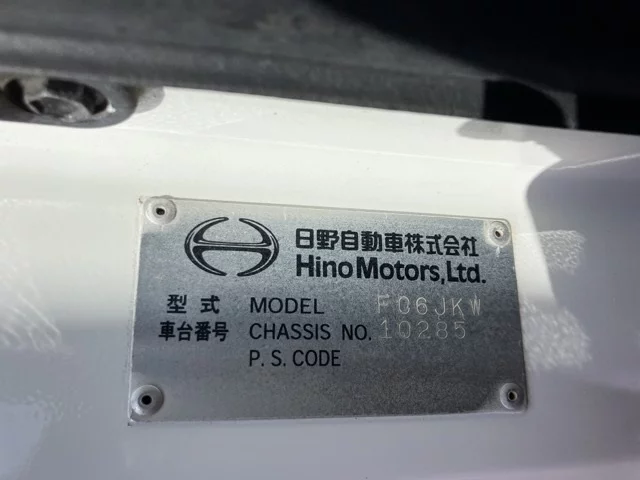 日野自動車株式会社
Hino Motors, Ltd.
型式 MODEL FC6JKW
車台番号 CHASSIS NO. 10285
P. S. CODE